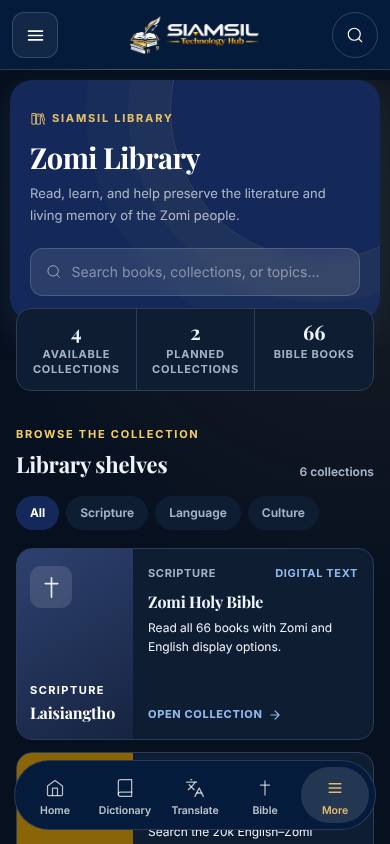 SIAMSIL
Technology Hub
SIAMSIL LIBRARY
Zomi Library
Read, learn, and help preserve the literature and
living memory of the Zomi people.
Search books, collections, or topics...
4
AVAILABLE
COLLECTIONS
2
PLANNED
COLLECTIONS
66
BIBLE BOOKS
BROWSE THE COLLECTION
Library shelves
6 collections
All
Scripture
Language
Culture
SCRIPTURE
Laisiangtho
SCRIPTURE
DIGITAL TEXT
Zomi Holy Bible
Read all 66 books with Zomi and
English display options.
OPEN COLLECTION →
Search the 20k English–Zomi
Home
Dictionary
Translate
Bible
More